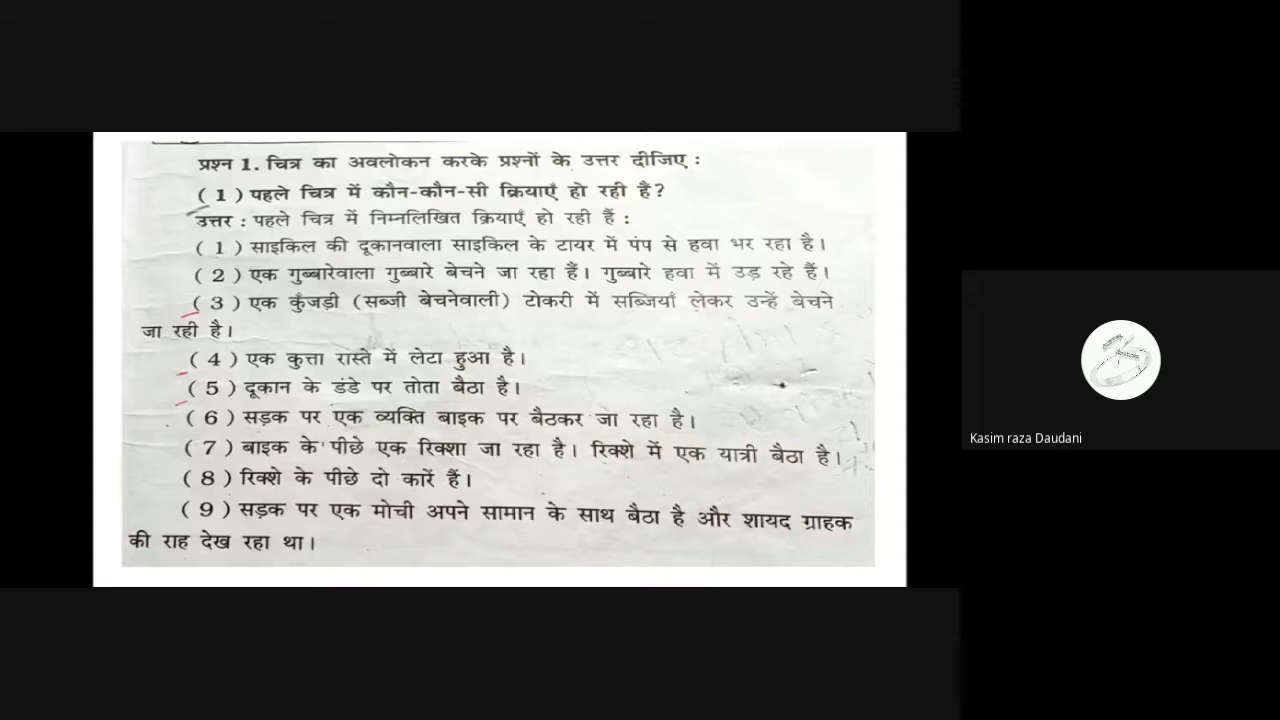 प्रश्न 1. चित्र का अवलोकन करके प्रश्नों के उत्तर दीजिए :
( 1 ) पहले चित्र में कौन-कौन-सी क्रियाएँ हो रही है?
उत्तर : पहले चित्र में निम्नलिखित क्रियाएँ हो रही हैं :
( 1 ) साइकिल की दूकानवाला साइकिल के टायर में पंप से हवा भर रहा है।
( 2 ) एक गुब्बारेवाला गुब्बारे बेचने जा रहा हैं। गुब्बारे हवा में उड़ रहे हैं।
( 3 ) एक कुँजड़ी (सब्जी बेचनेवाली) टोकरी में सब्जियाँ लेकर उन्हें बेचने
जा रही है।
( 4 ) एक कुत्ता रास्ते में लेटा हुआ है।
( 5 ) दूकान के डंडे पर तोता बैठा है।
( 6 ) सड़क पर एक व्यक्ति बाइक पर बैठकर जा रहा है।
( 7 ) बाइक के पीछे एक रिक्शा जा रहा है। रिक्शे में एक यात्री बैठा है।
( 8 ) रिक्शे के पीछे दो कारें हैं।
( 9 ) सड़क पर एक मोची अपने सामान के साथ बैठा है और शायद ग्राहक
की राह देख रहा था।
Kasim raza Daudani